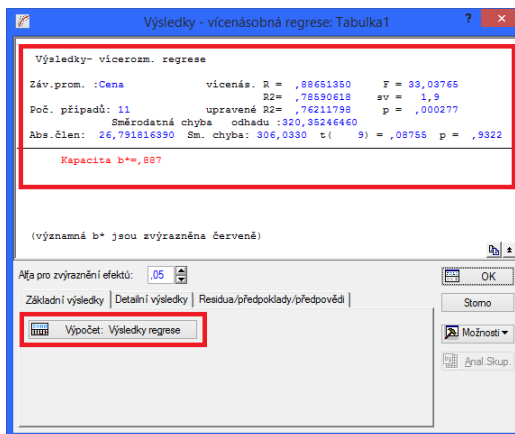 Výsledky - vícenásobná regrese: Tabulka1 ? ×
Výsledky- vícerozm. regrese
Záv.prom. :Cena vícenás. R = ,88651350 F = 33,03765
R2= ,78590618 sv = 1,9
Poč. případů: 11 upravené R2= ,76211798 p = ,000277
Směrodatná chyba odhadu :320,35246460
Abs.člen: 26,791816390 Sm. chyba: 306,0330 t( 9) = ,08755 p = ,9322
Kapacita b*=,887
(významná b* jsou zvýrazněna červeně)
Alfa pro zvýraznění efektů: ,05
OK
Základní výsledky Detailní výsledky Residua/předpoklady/předpovědi
Storno
Výpočet: Výsledky regrese
Možnosti
Anal.Skup.